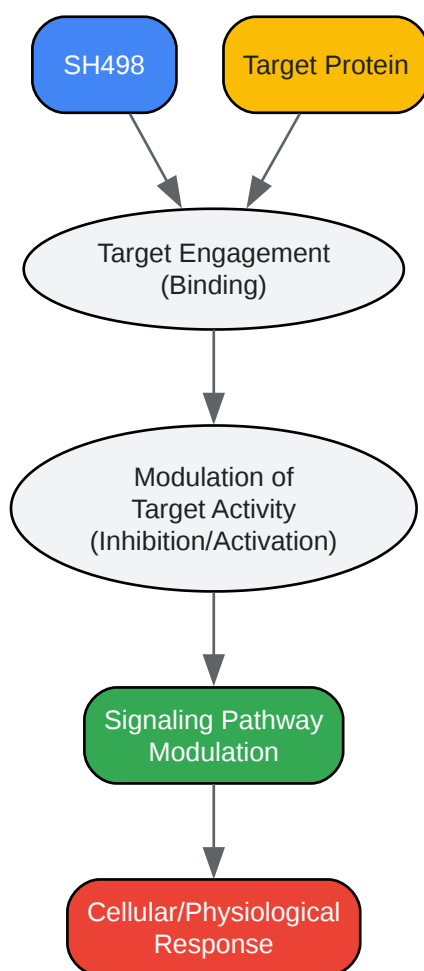 SH498
Target Protein
Target Engagement
(Binding)
Modulation of
Target Activity
(Inhibition/Activation)
Signaling Pathway
Modulation
Cellular/Physiological
Response